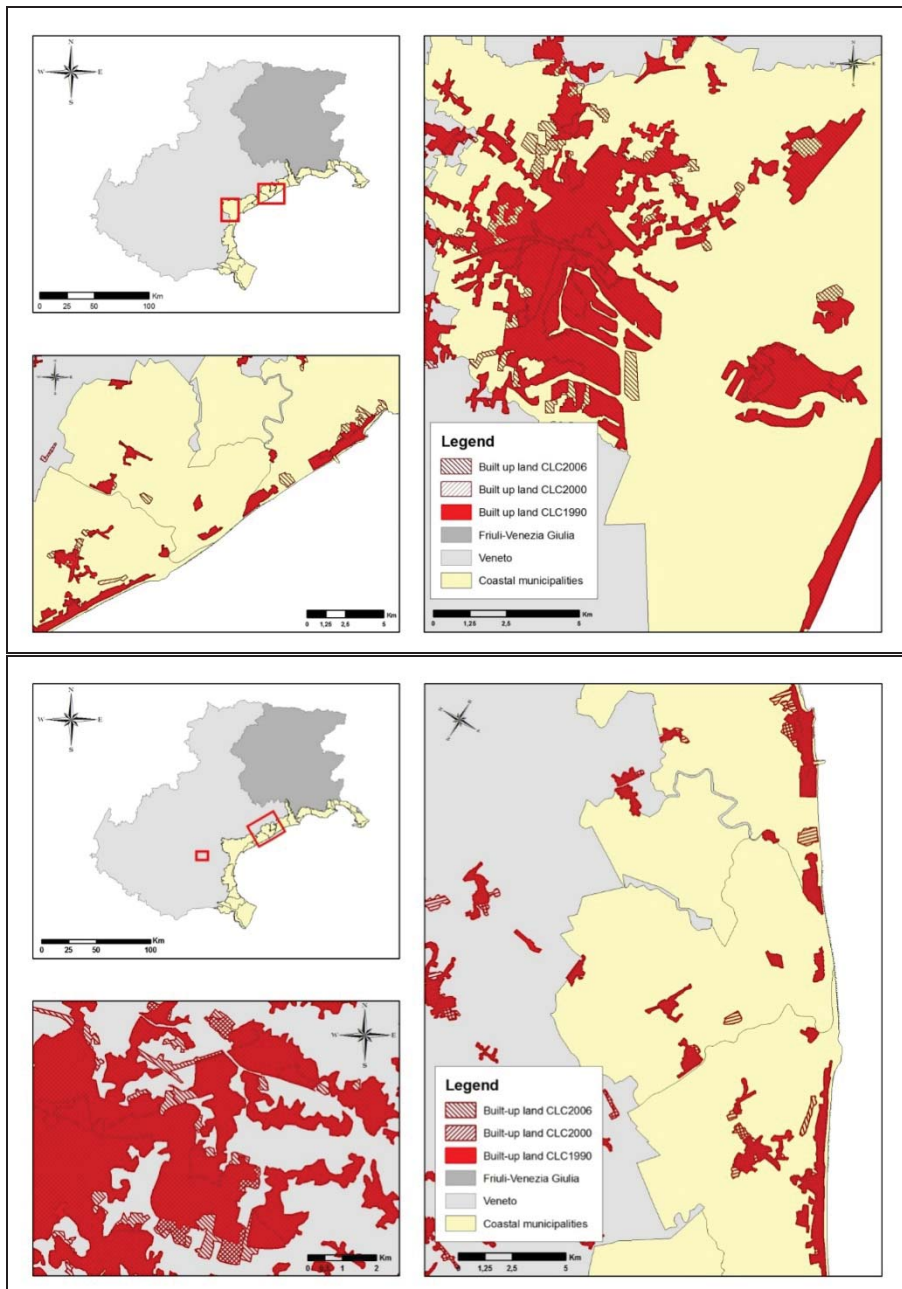 N
W E
S
Km
0 25 50 100
Km
0 1,25 2,5 5
Legend
Built up land CLC2006
Built up land CLC2000
Built up land CLC1990
Friuli-Venezia Giulia
Veneto
Coastal municipalities
Km
0 1,25 2,5 5
N
W E
S
Km
0 25 50 100
N
W E
S
Km
0 0,5 1 2
Legend
Built-up land CLC2006
Built-up land CLC2000
Built-up land CLC1990
Friuli-Venezia Giulia
Veneto
Coastal municipalities
Km
0 1,25 2,5 5